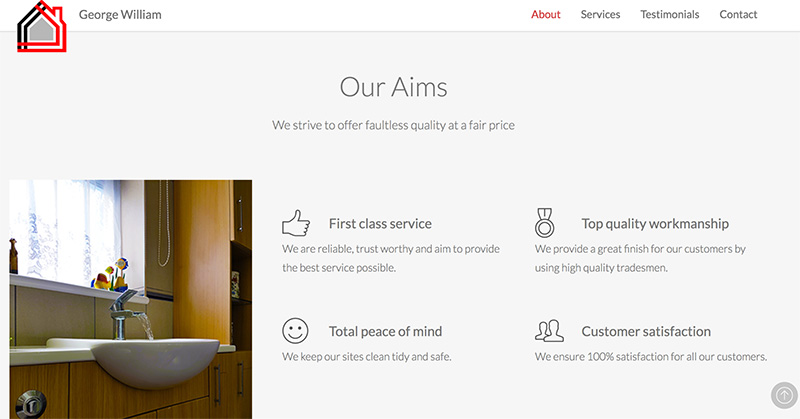 George William
About Services Testimonials Contact
Our Aims
We strive to offer faultless quality at a fair price
First class service
We are reliable, trust worthy and aim to provide
the best service possible.
Top quality workmanship
We provide a great finish for our customers by
using high quality tradesmen.
Total peace of mind
We keep our sites clean tidy and safe.
Customer satisfaction
We ensure 100% satisfaction for all our customers.